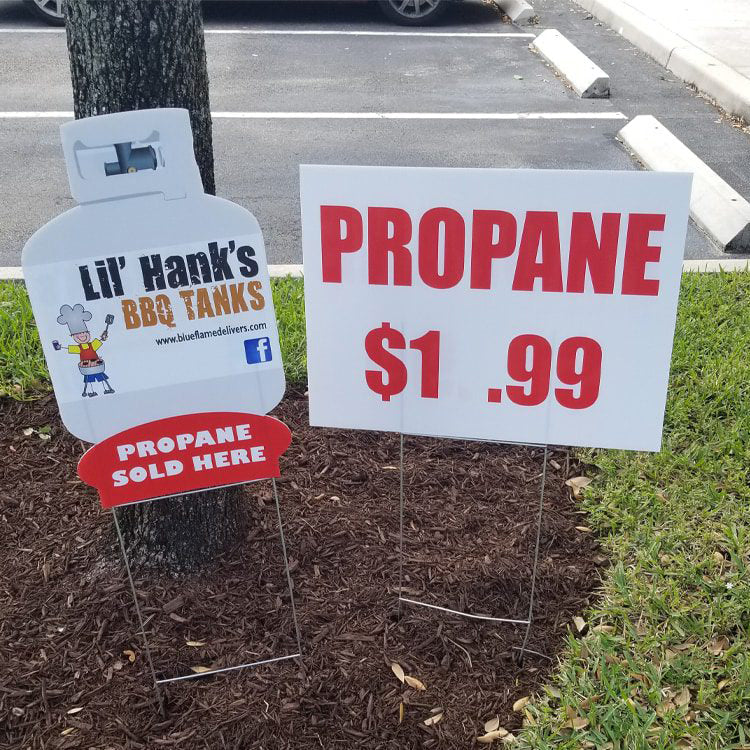 Lil' Hank's
BBQ TANKS
www.blueflamedelivers.com
f
PROPANE
SOLD HERE
PROPANE
$1 .99